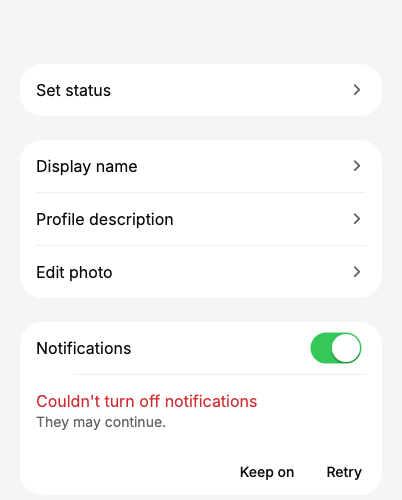 Set status
Display name
Profile description
Edit photo
Notifications
Couldn't turn off notifications
They may continue.
Keep on Retry